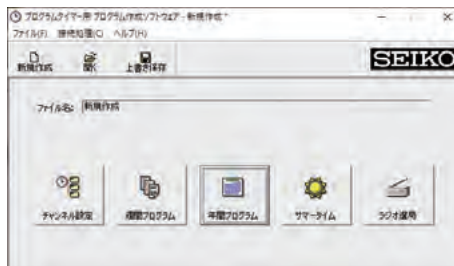 プログラムタイマー用 プログラム作成ソフトウェア - 新規作成 *
ファイル(F) 接続処理(C) ヘルプ(H)
新規作成 開く 上書き保存
SEIKO
ファイル名: 新規作成
チャンネル設定 週間プログラム 年間プログラム サマータイム ラジオ選局